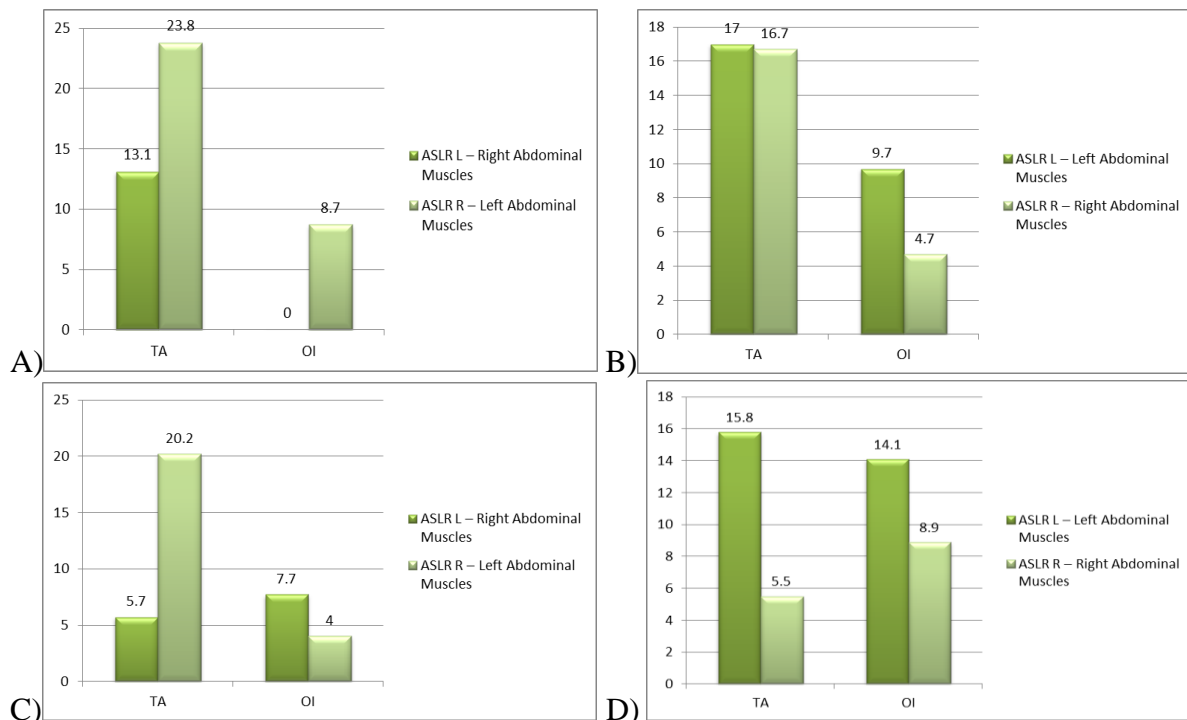 25
20
15
10
5
0
23.8
13.1
8.7
0
TA
OI
ASLR L – Right Abdominal
Muscles
ASLR R – Left Abdominal
Muscles
A)
18
16
14
12
10
8
6
4
2
0
17
16.7
9.7
4.7
TA
OI
ASLR L – Left Abdominal
Muscles
ASLR R – Right Abdominal
Muscles
B)
25
20
15
10
5
0
20.2
5.7
7.7
4
TA
OI
ASLR L – Right Abdominal
Muscles
ASLR R – Left Abdominal
Muscles
C)
18
16
14
12
10
8
6
4
2
0
15.8
14.1
8.9
5.5
TA
OI
ASLR L – Left Abdominal
Muscles
ASLR R – Right Abdominal
Muscles
D)